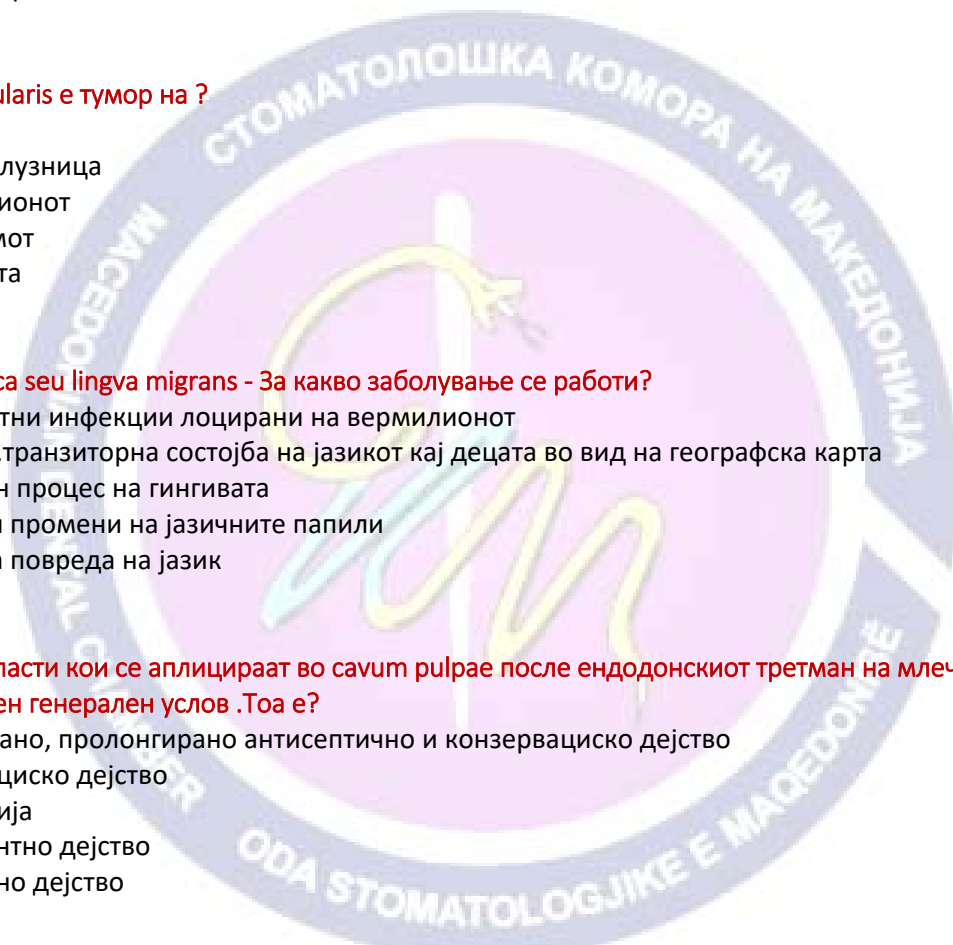 ularis е тумор на ?
лузница
ионот
мот
та
ca seu lingva migrans - За какво заболување се работи?
тни инфекции лоцирани на вермилионот
,транзиторна состојба на јазикот кај децата во вид на географска карта
н процес на гингивата
и промени на јазичните папили
а повреда на јазик
пасти кои се аплицираат во cavum pulpae после ендодонскиот третман на млеч
ен генерален услов .Тоа е?
ано, пролонгирано антисептично и конзервациско дејство
циско дејство
ија
нтно дејство
но дејство
СТОМАТОЛОШКА КОМОРА НА МАКЕДОНИЈА
MACEDONIAN DENTAL CHAMBER
ODA STOMATOLOGJIKE E MAQEDONISË